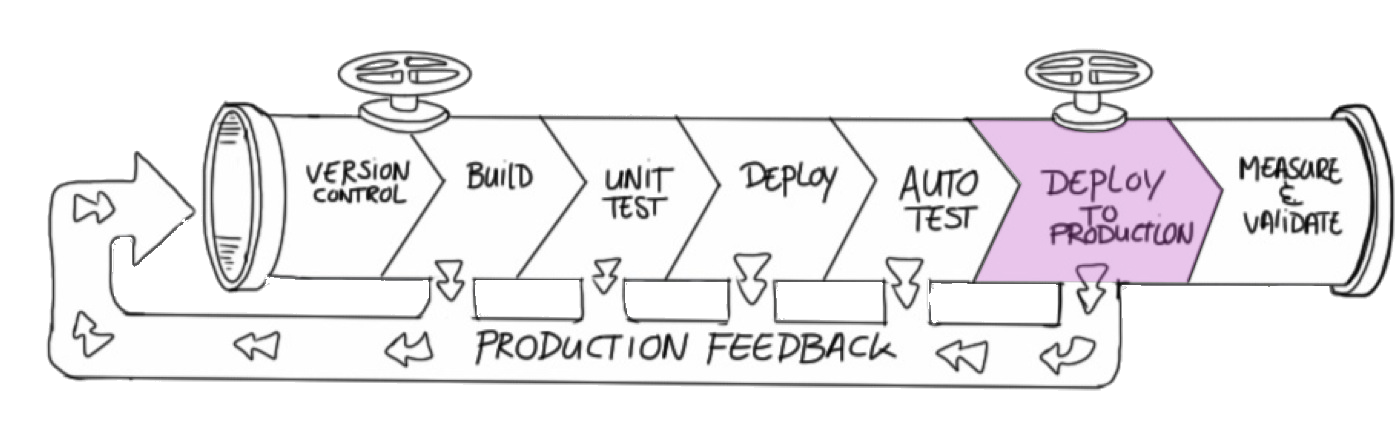 VERSION
CONTROL
BUILD
UNIT
TEST
DEPLOY
AUTO
TEST
DEPLOY
TO
PRODUCTION
MEASURE
&
VALIDATE
PRODUCTION FEEDBACK